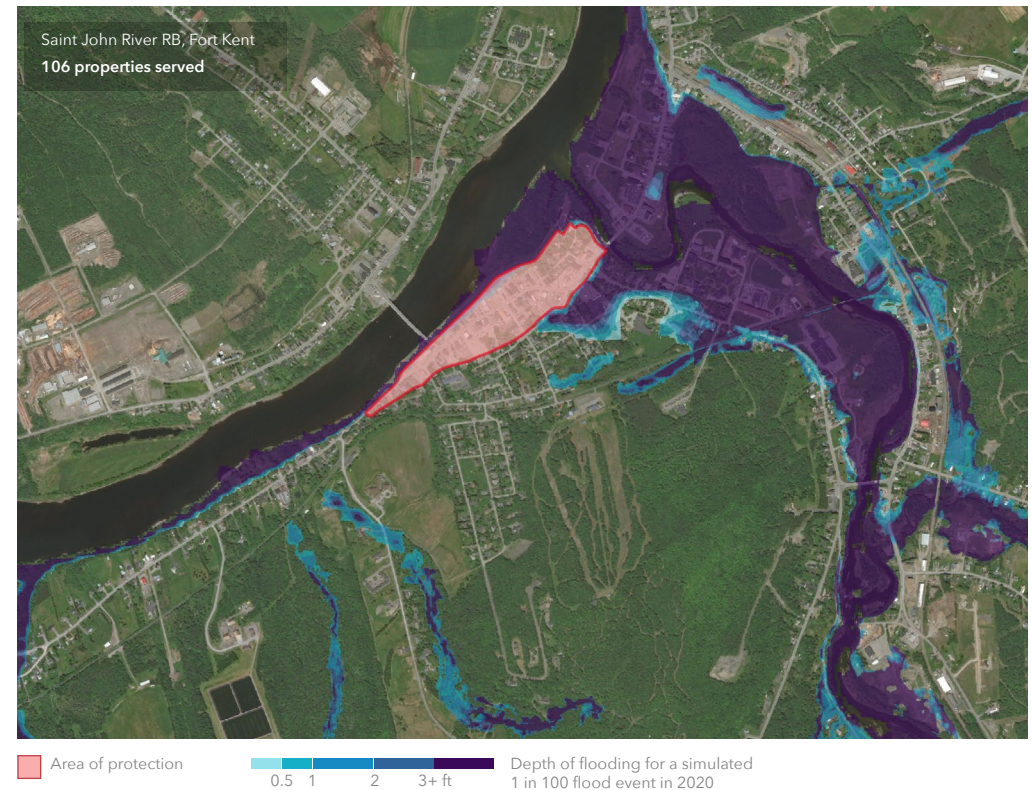 Saint John River RB, Fort Kent
106 properties served
Area of protection
0.5 1 2 3+ ft
Depth of flooding for a simulated
1 in 100 flood event in 2020